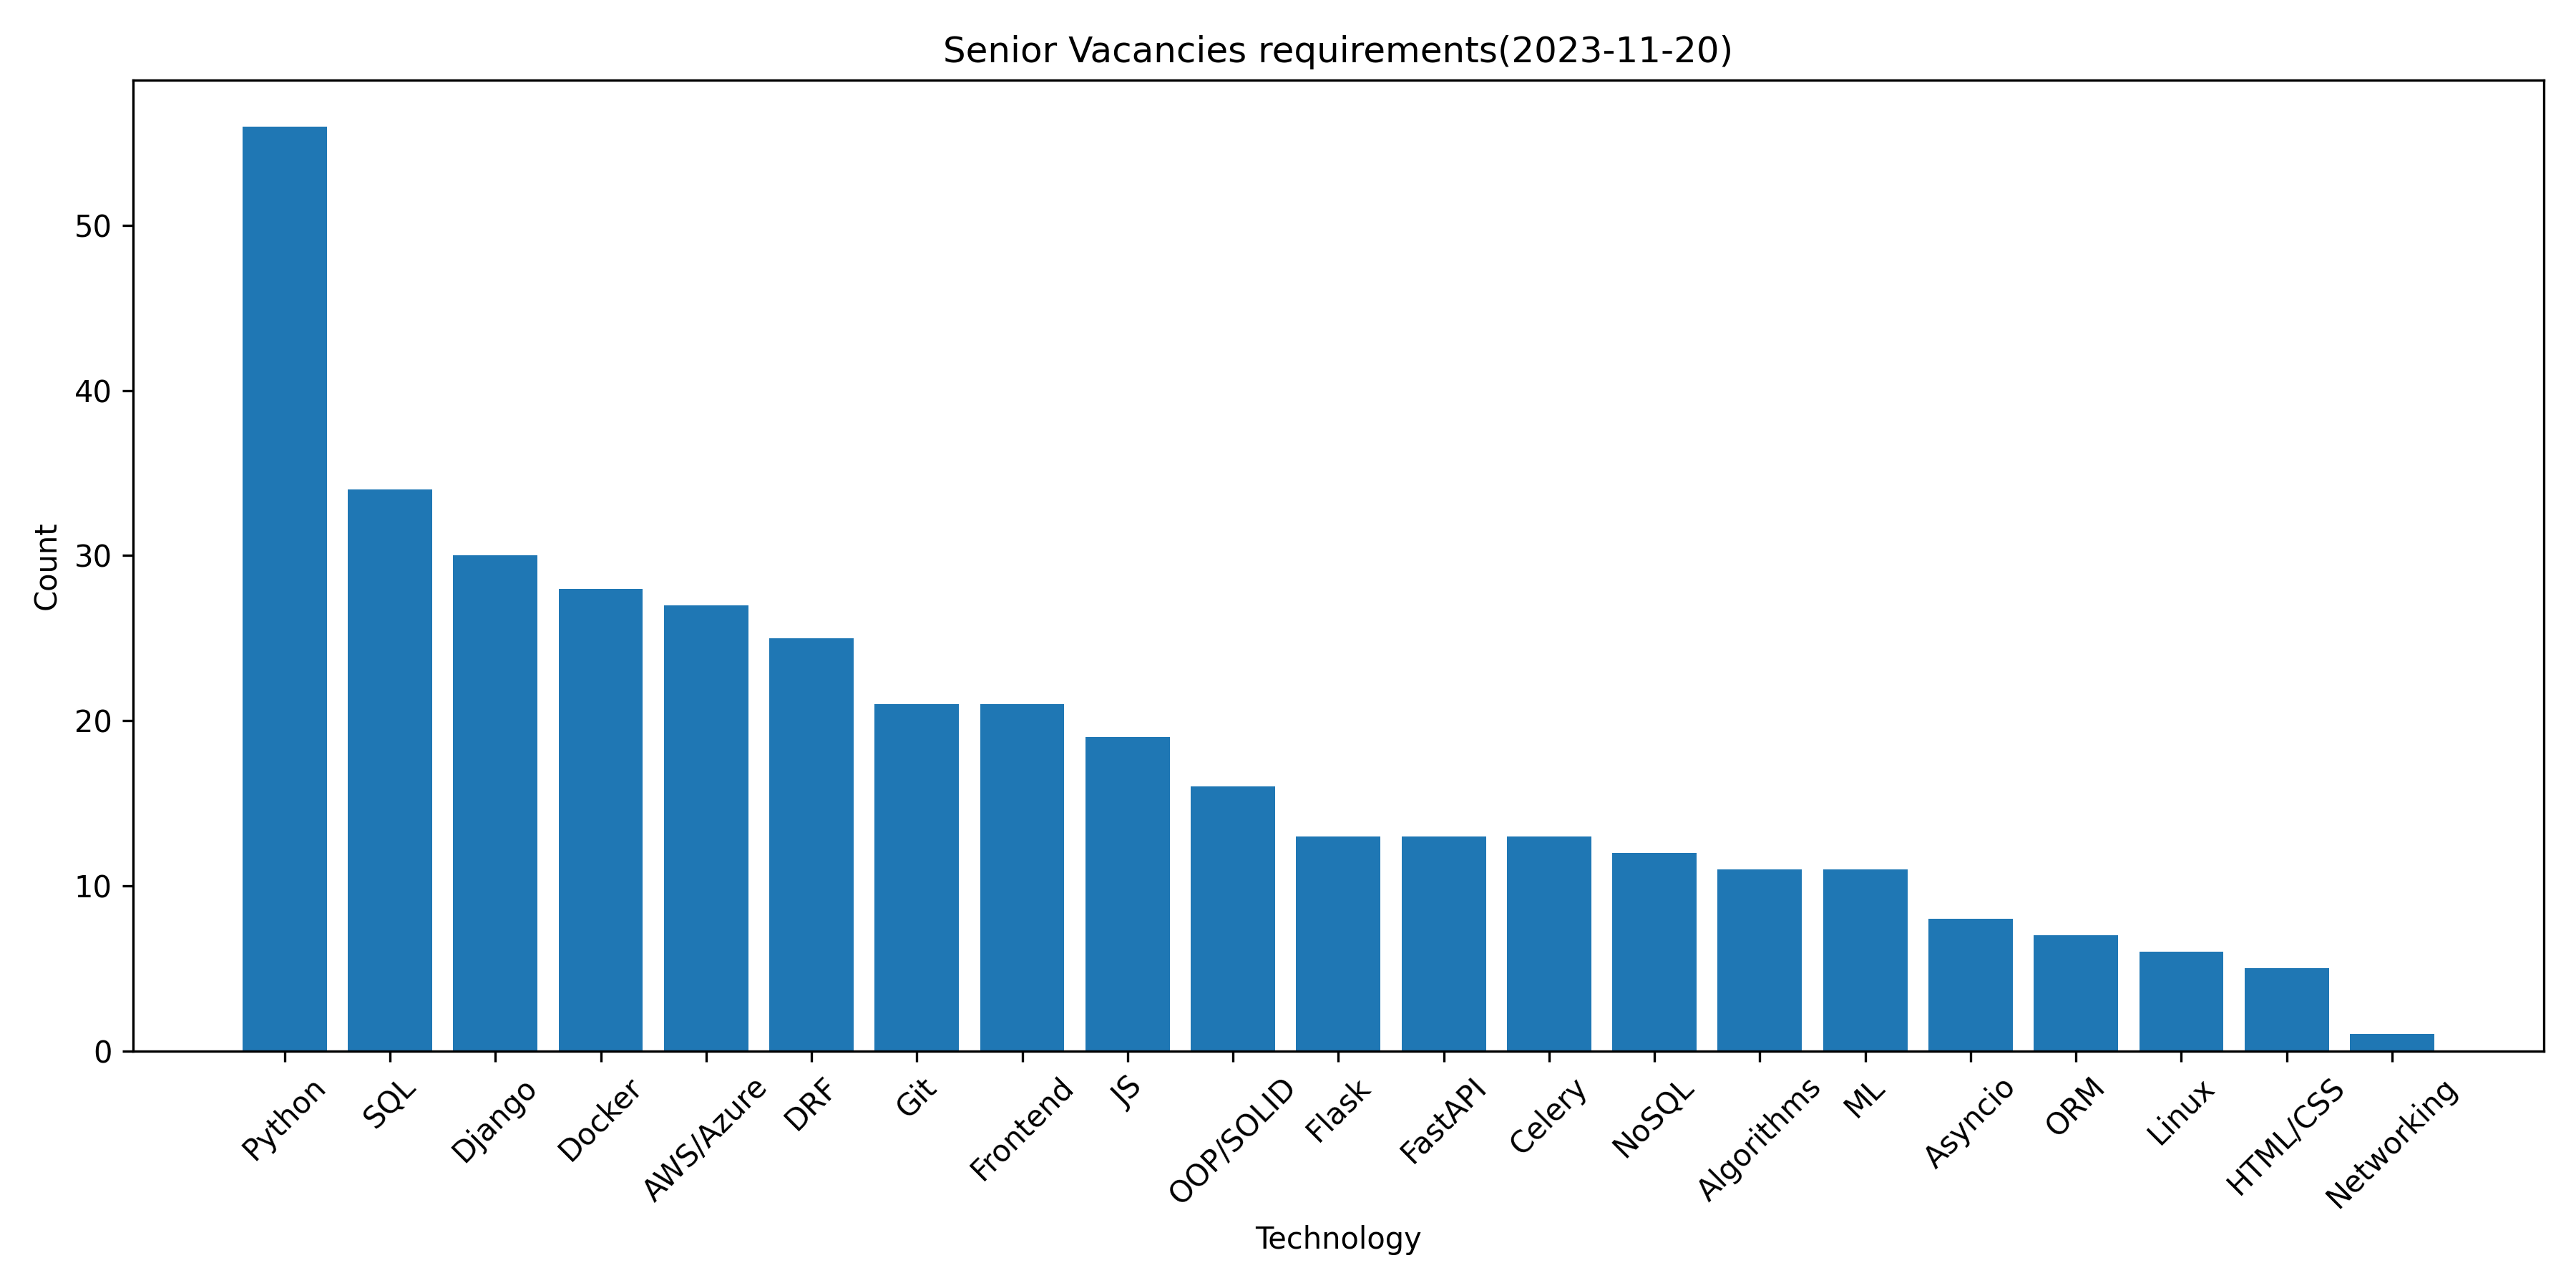 Senior Vacancies requirements(2023-11-20)
Count
50
40
30
20
10
0
Python
SQL
Django
Docker
AWS/Azure
DRF
Git
Frontend
JS
OOP/SOLID
Flask
FastAPI
Celery
NoSQL
Algorithms
ML
Asyncio
ORM
Linux
HTML/CSS
Networking
Technology